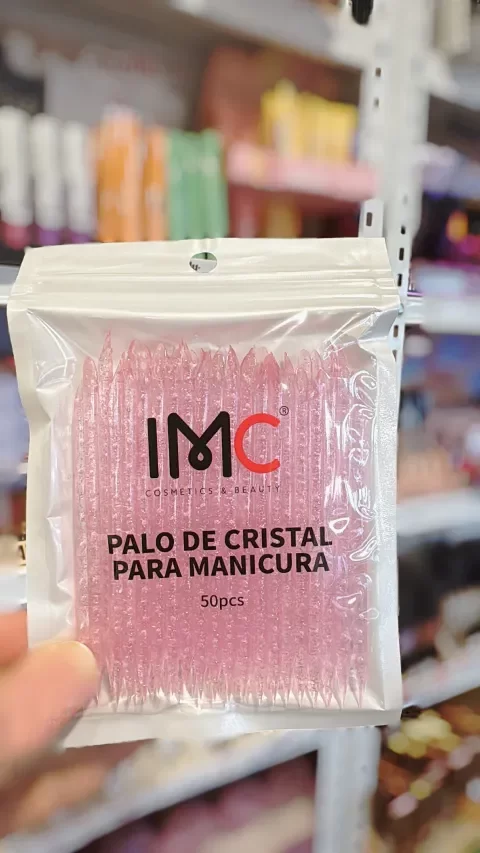 IMC®
COSMETICS & BEAUTY
PALO DE CRISTAL
PARA MANICURA
50pcs